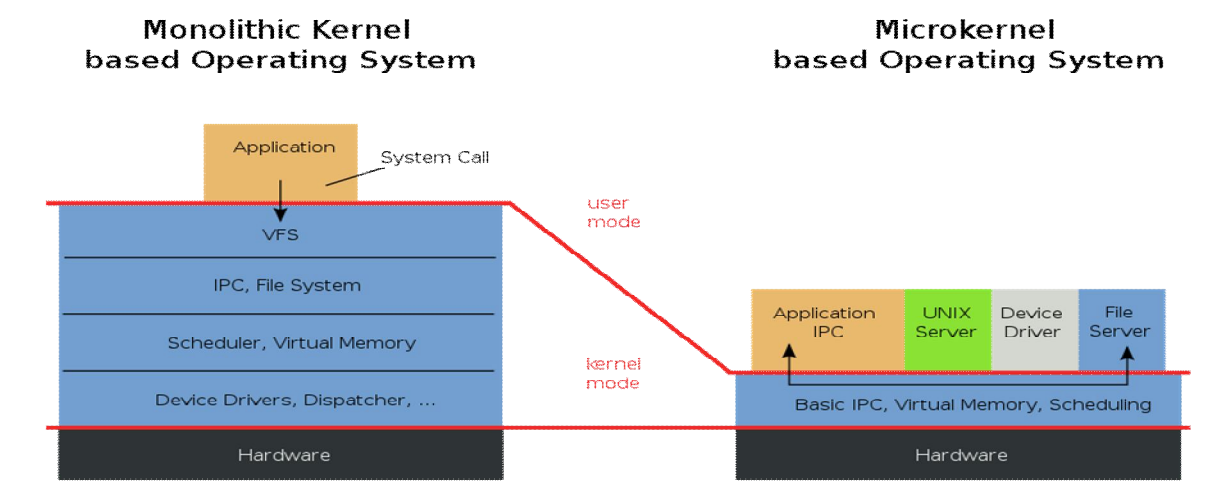 Monolithic Kernel
based Operating System
Microkernel
based Operating System
Application
System Call
VFS
IPC, File System
Scheduler, Virtual Memory
Device Drivers, Dispatcher, ...
Hardware
user
mode
kernel
mode
Application
IPC
UNIX
Server
Device
Driver
File
Server
Basic IPC, Virtual Memory, Scheduling
Hardware